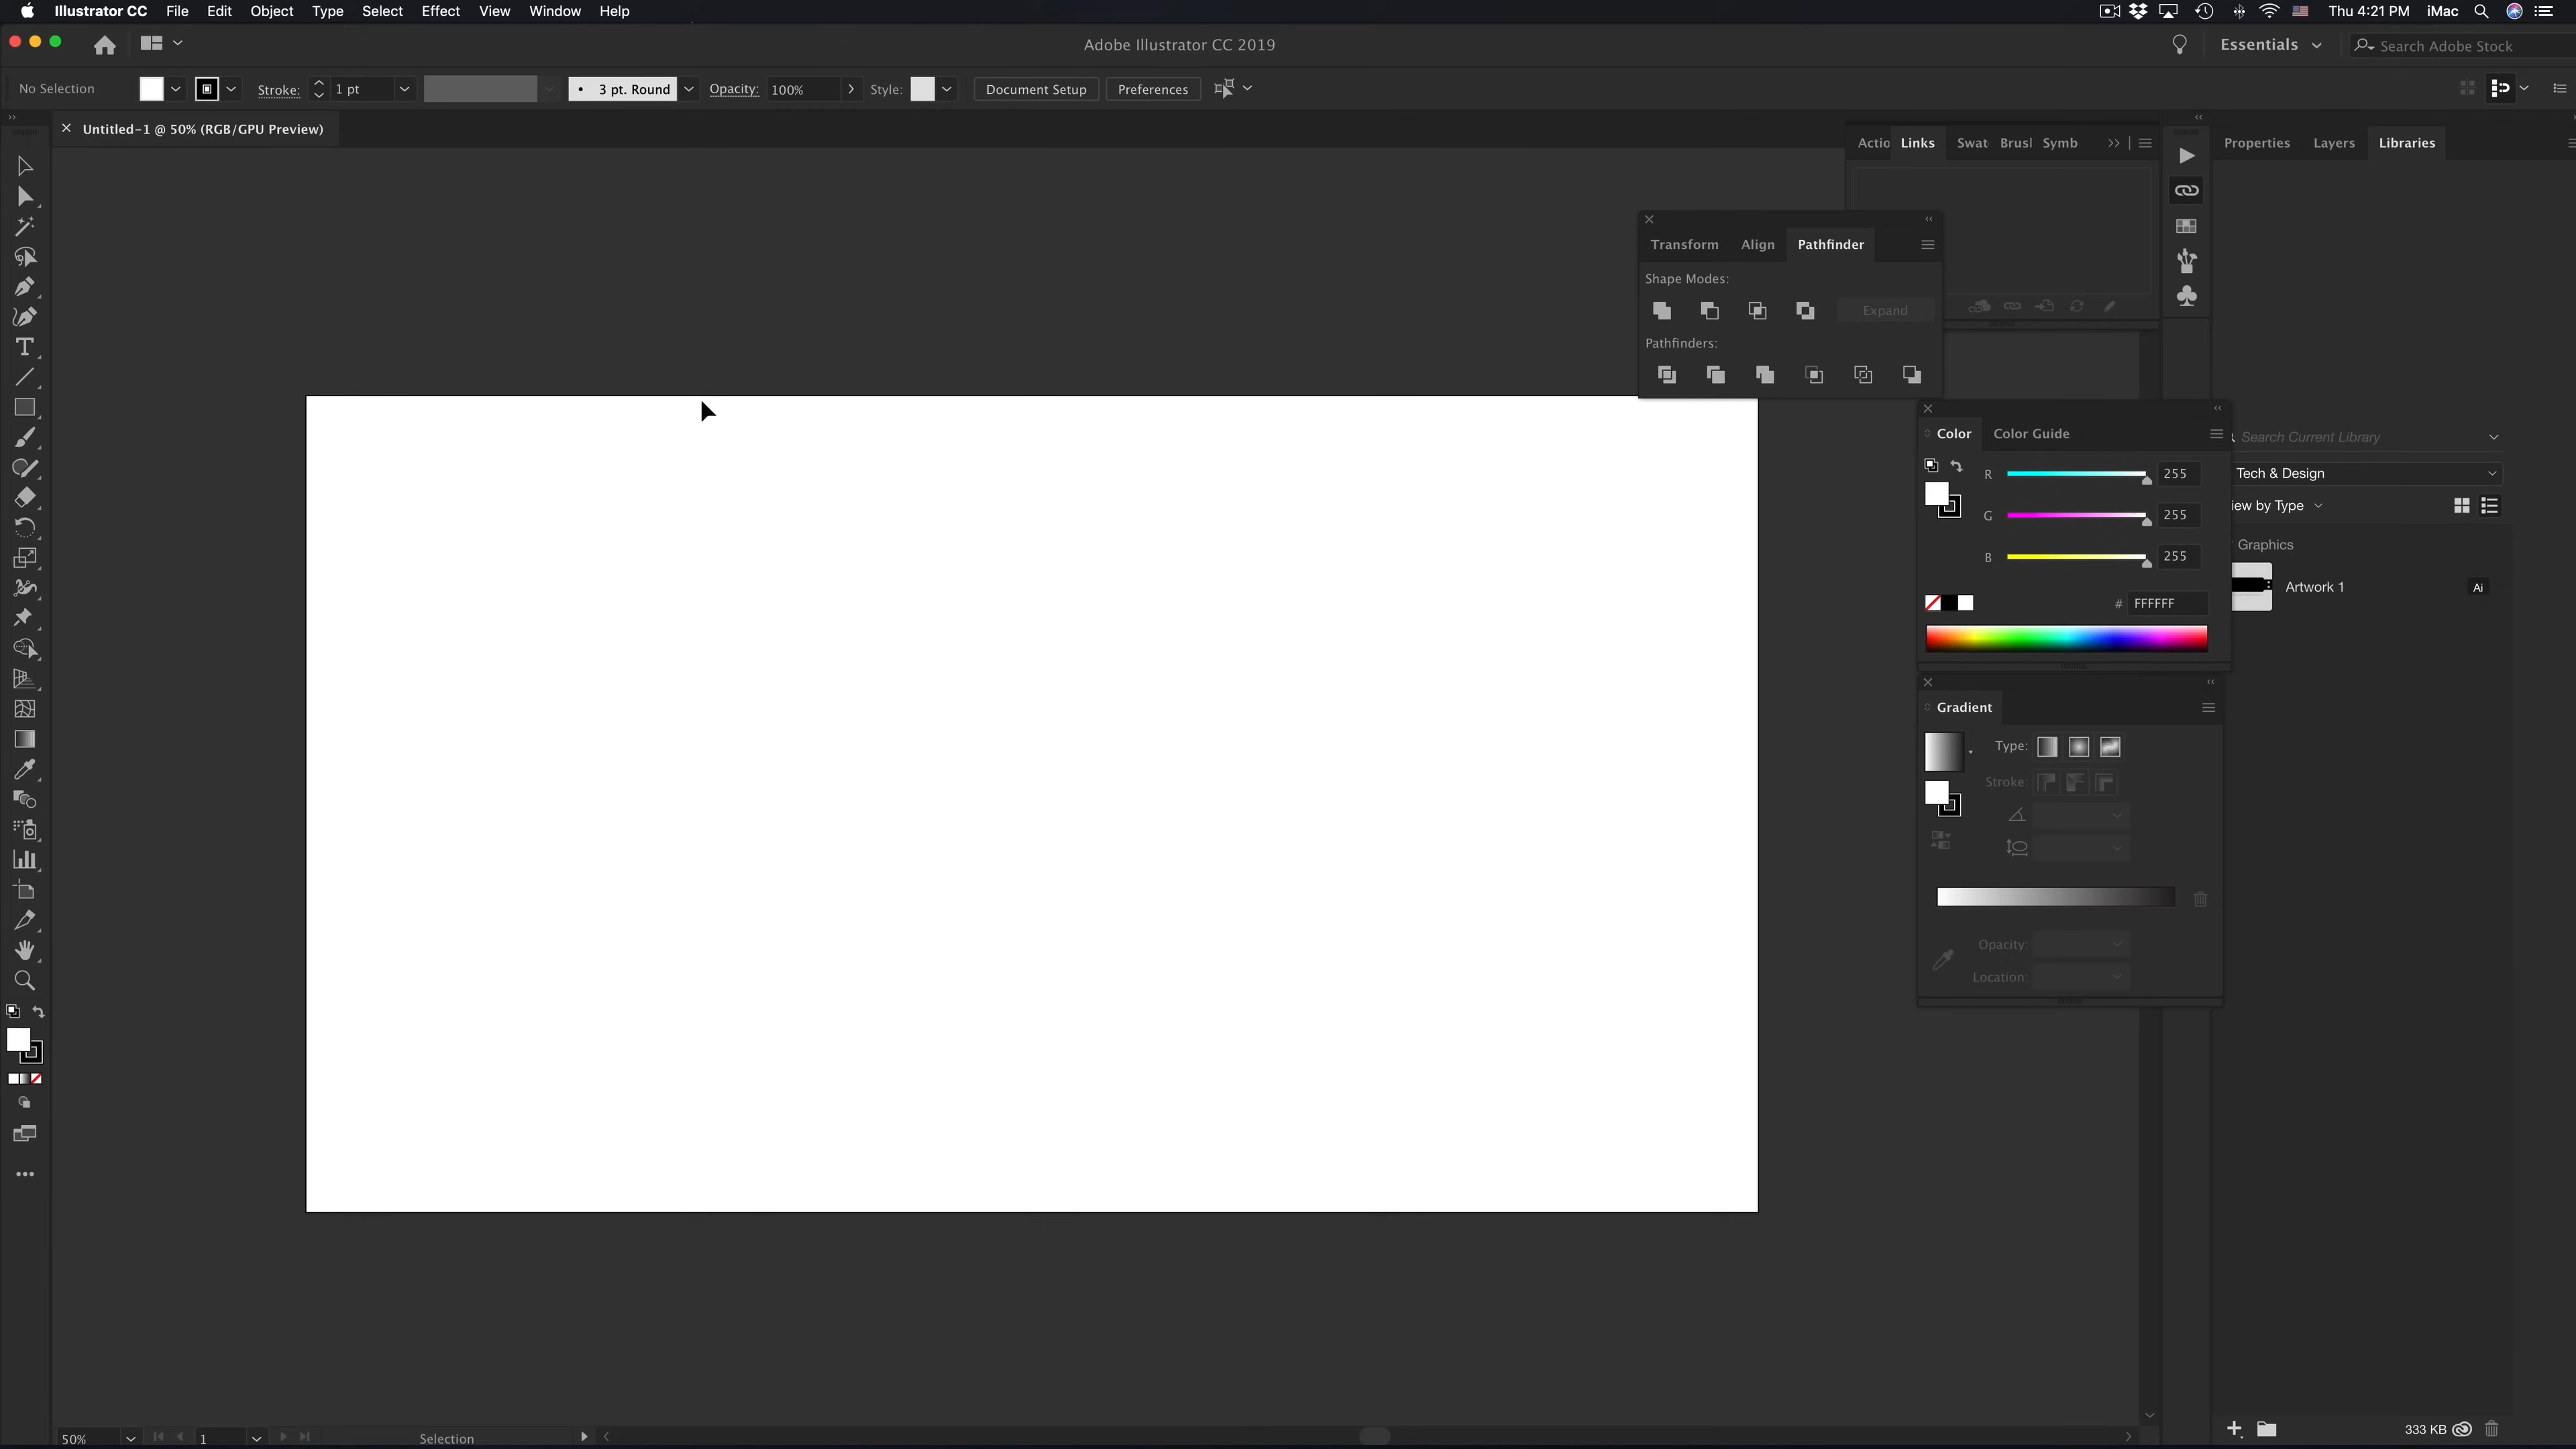 Illustrator CC File Edit Object Type Select Effect View Window Help Thu 4:21 PM iMac
Adobe Illustrator CC 2019 Essentials Search Adobe Stock
No Selection Stroke: 1 pt 3 pt. Round Opacity: 100% Style: Document Setup Preferences
Untitled-1 @ 50% (RGB/GPU Preview)
Actio Links Swat Brusl Symb
Properties Layers Libraries
Transform Align Pathfinder
Shape Modes:
Expand
Pathfinders:
Color Color Guide
R 255
G 255
B 255
# FFFFFF
Search Current Library
Tech & Design
iew by Type
Graphics
Artwork 1 Ai
Gradient
Type:
Stroke:
Opacity:
Location:
50% 1 Selection
333 KB